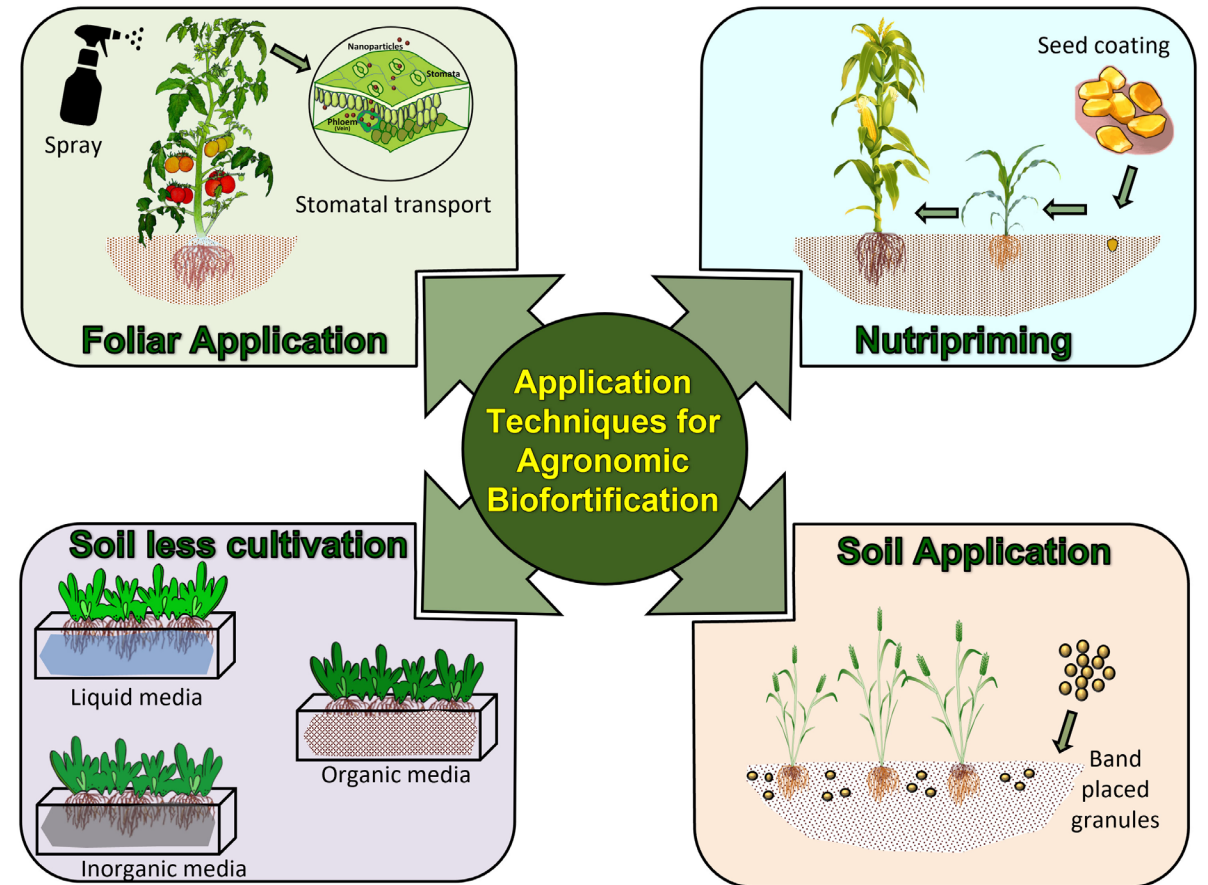 Spray
Nanoparticles
Stomata
Phloem
(Vein)
Stomatal transport
Foliar Application
Seed coating
Nutripriming
Application
Techniques for
Agronomic
Biofortification
Soil less cultivation
Liquid media
Organic media
Inorganic media
Soil Application
Band
placed
granules